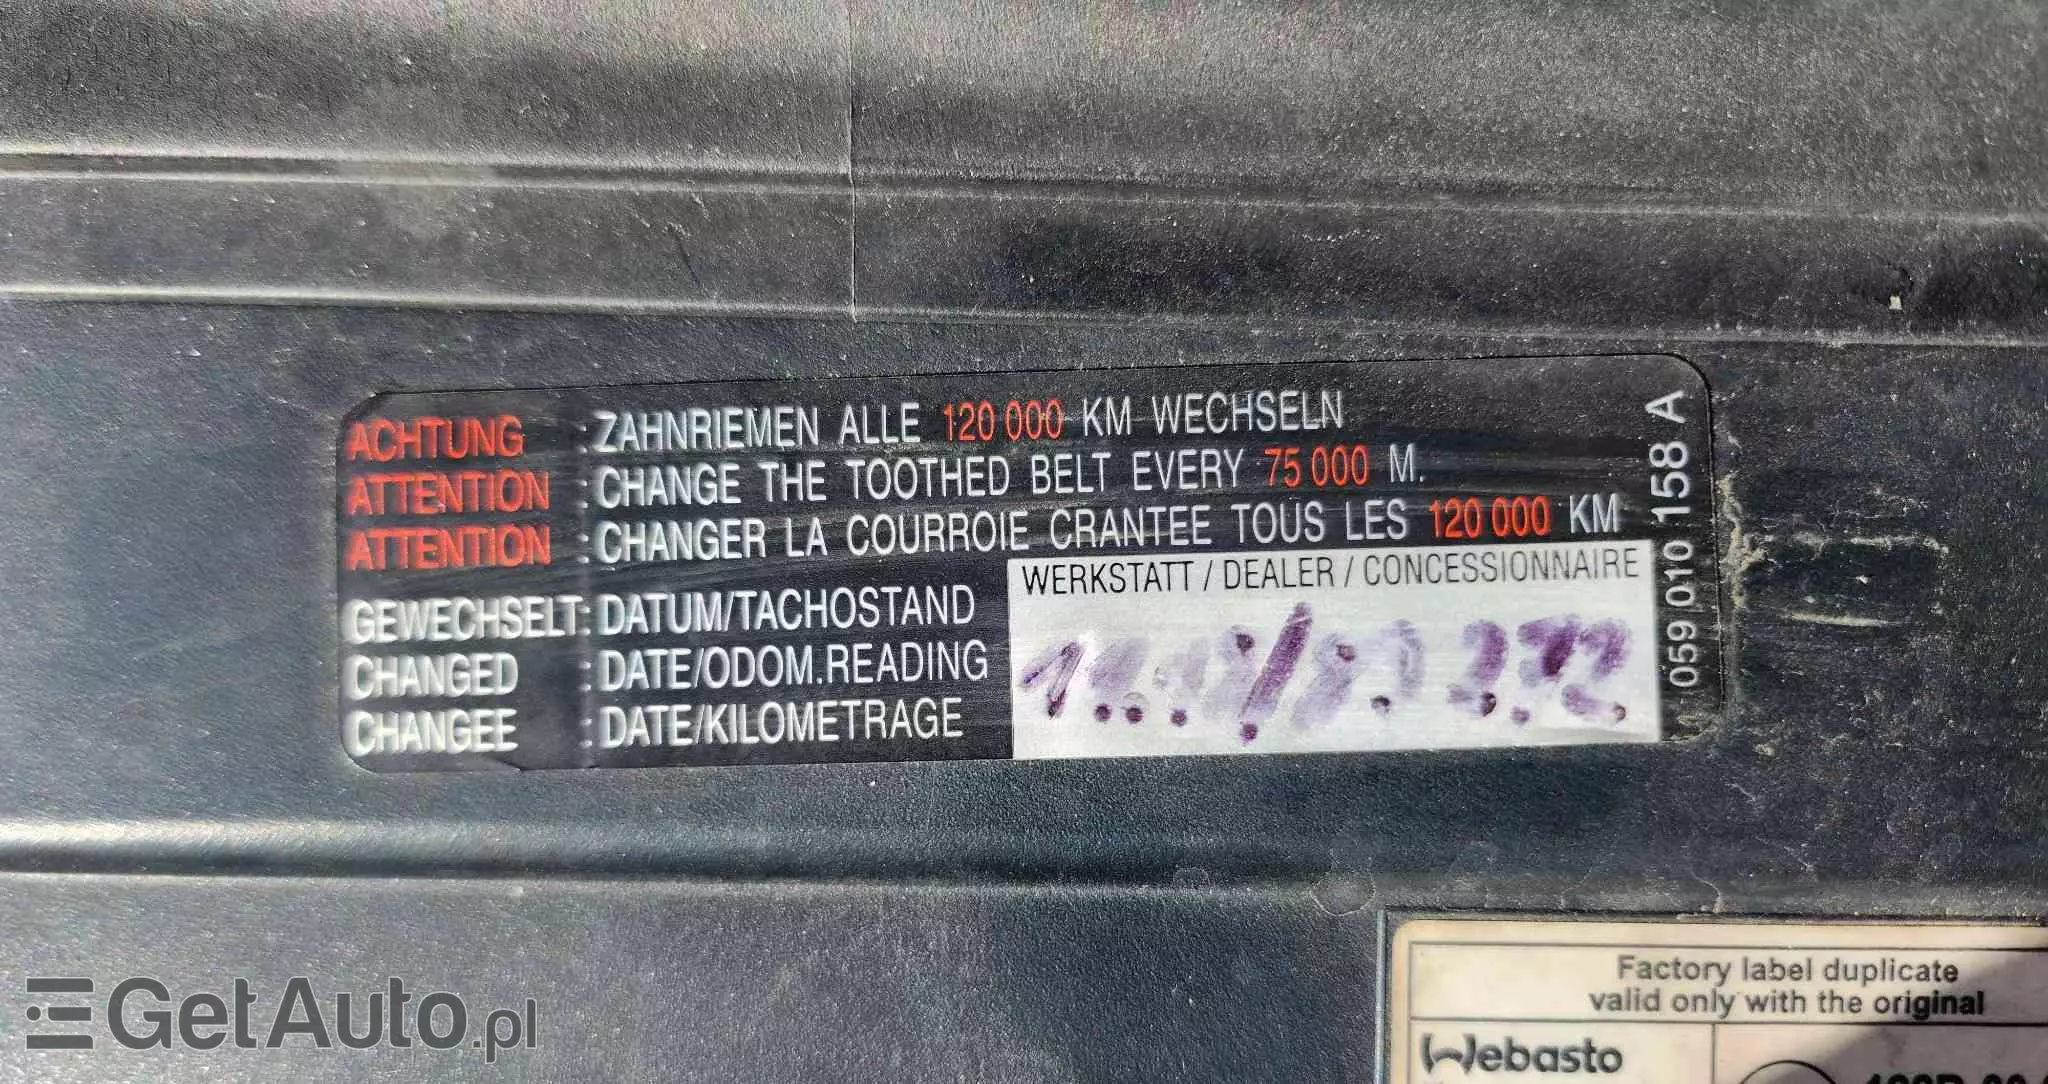 ACHTUNG : ZAHNRIEMEN ALLE 120 000 KM WECHSELN
ATTENTION : CHANGE THE TOOTHED BELT EVERY 75 000 M.
ATTENTION : CHANGER LA COURROIE CRANTEE TOUS LES 120 000 KM
WERKSTATT / DEALER / CONCESSIONNAIRE
GEWECHSELT: DATUM/TACHOSTAND
CHANGED : DATE/ODOM.READING
CHANGEE : DATE/KILOMETRAGE
059 010 158 A
Factory label duplicate
valid only with the original
Webasto
GetAuto.pl